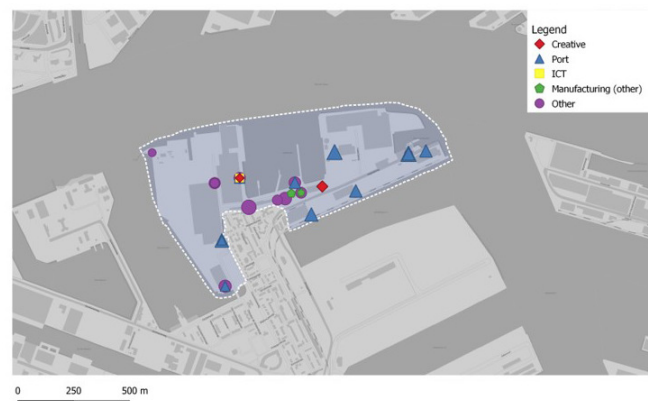 Legend
Creative
Port
ICT
Manufacturing (other)
Other
0 250 500 m